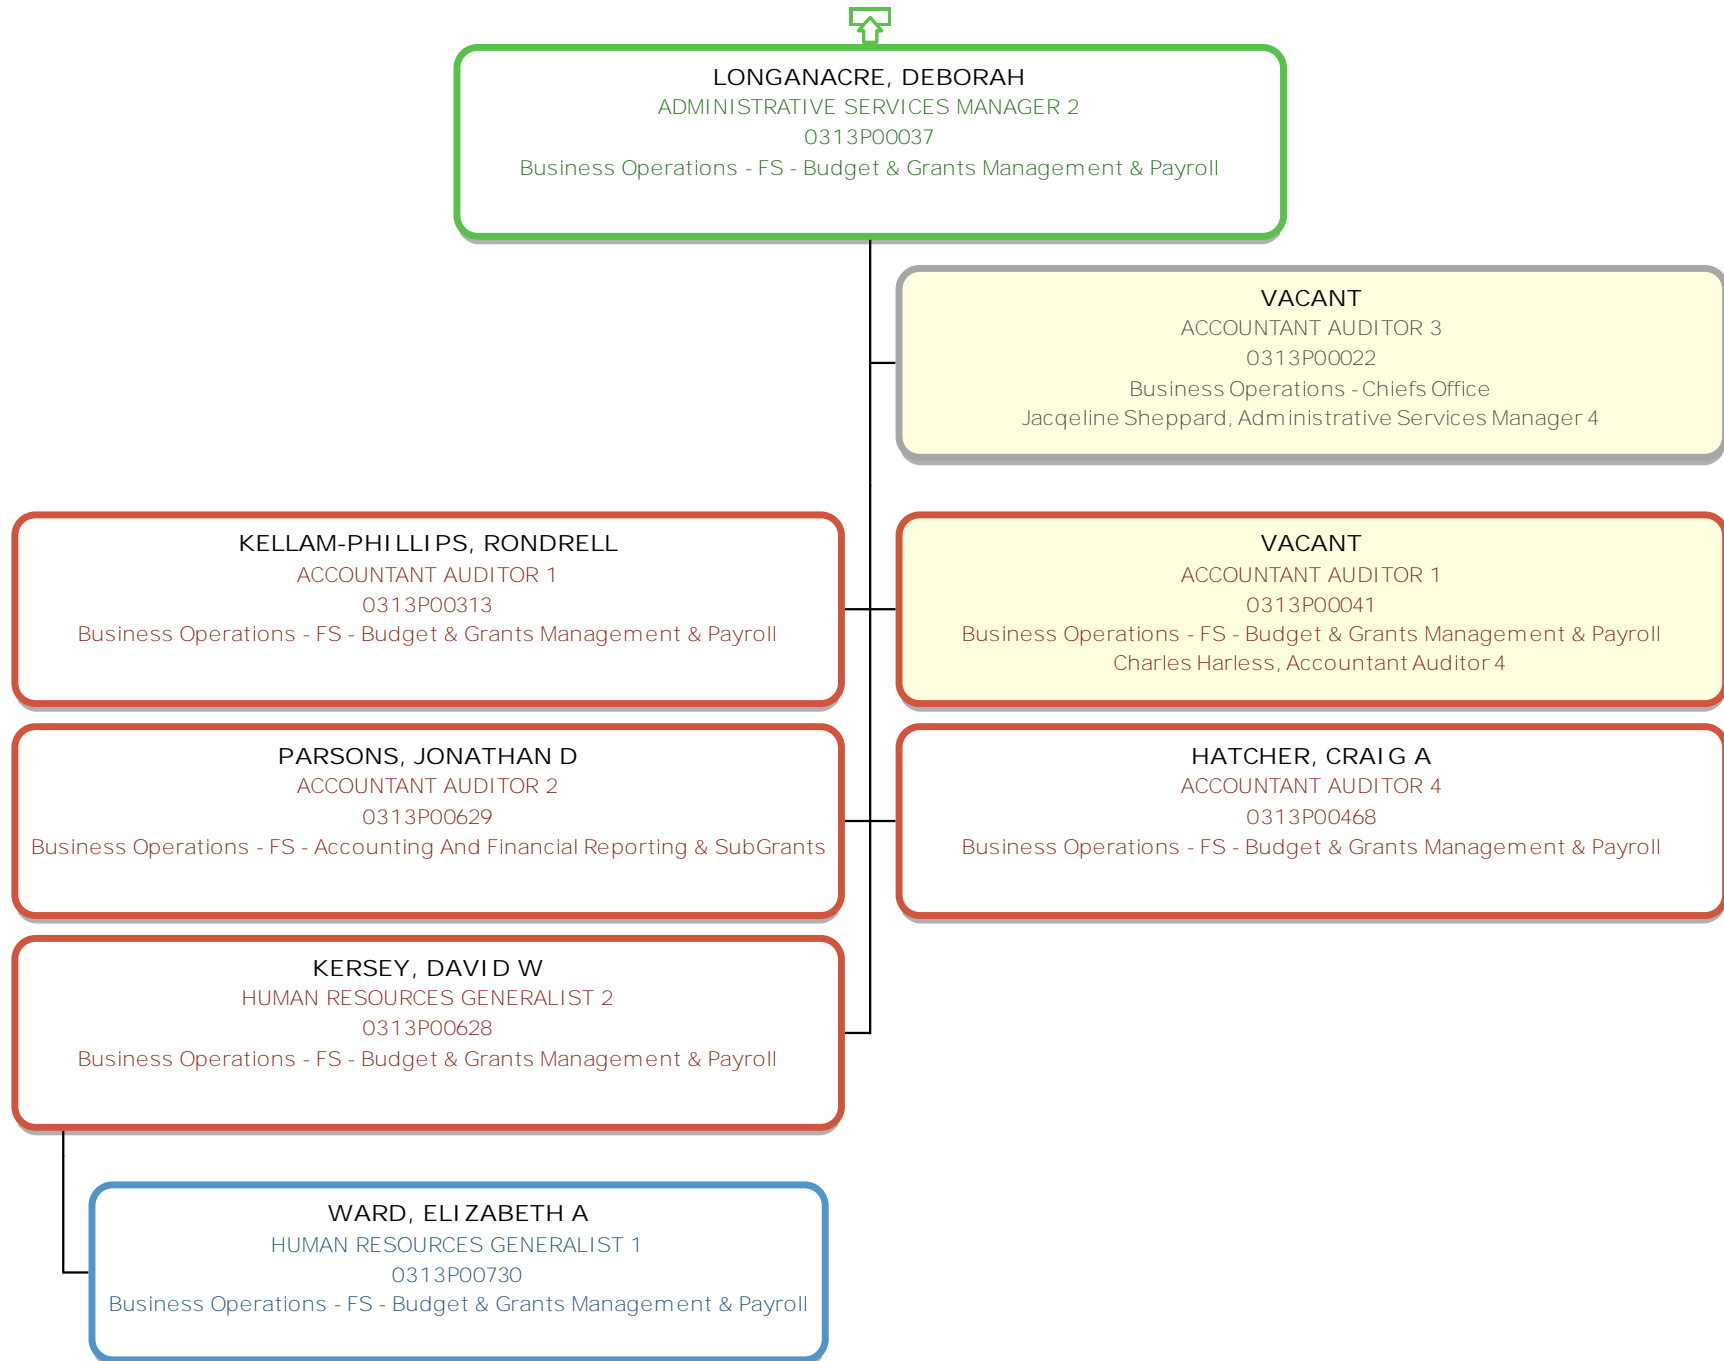 LONGANACRE, DEBORAH
ADMINISTRATIVE SERVICES MANAGER 2
0313P00037
Business Operations - FS - Budget & Grants Management & Payroll
VACANT
ACCOUNTANT AUDITOR 3
0313P00022
Business Operations - Chiefs Office
Jacqeline Sheppard, Administrative Services Manager 4
KELLAM-PHILLIPS, RONDRELL
ACCOUNTANT AUDITOR 1
0313P00313
Business Operations - FS - Budget & Grants Management & Payroll
VACANT
ACCOUNTANT AUDITOR 1
0313P00041
Business Operations - FS - Budget & Grants Management & Payroll
Charles Harless, Accountant Auditor 4
PARSONS, JONATHAN D
ACCOUNTANT AUDITOR 2
0313P00629
Business Operations - FS - Accounting And Financial Reporting & SubGrants
HATCHER, CRAIG A
ACCOUNTANT AUDITOR 4
0313P00468
Business Operations - FS - Budget & Grants Management & Payroll
KERSEY, DAVID W
HUMAN RESOURCES GENERALIST 2
0313P00628
Business Operations - FS - Budget & Grants Management & Payroll
WARD, ELIZABETH A
HUMAN RESOURCES GENERALIST 1
0313P00730
Business Operations - FS - Budget & Grants Management & Payroll